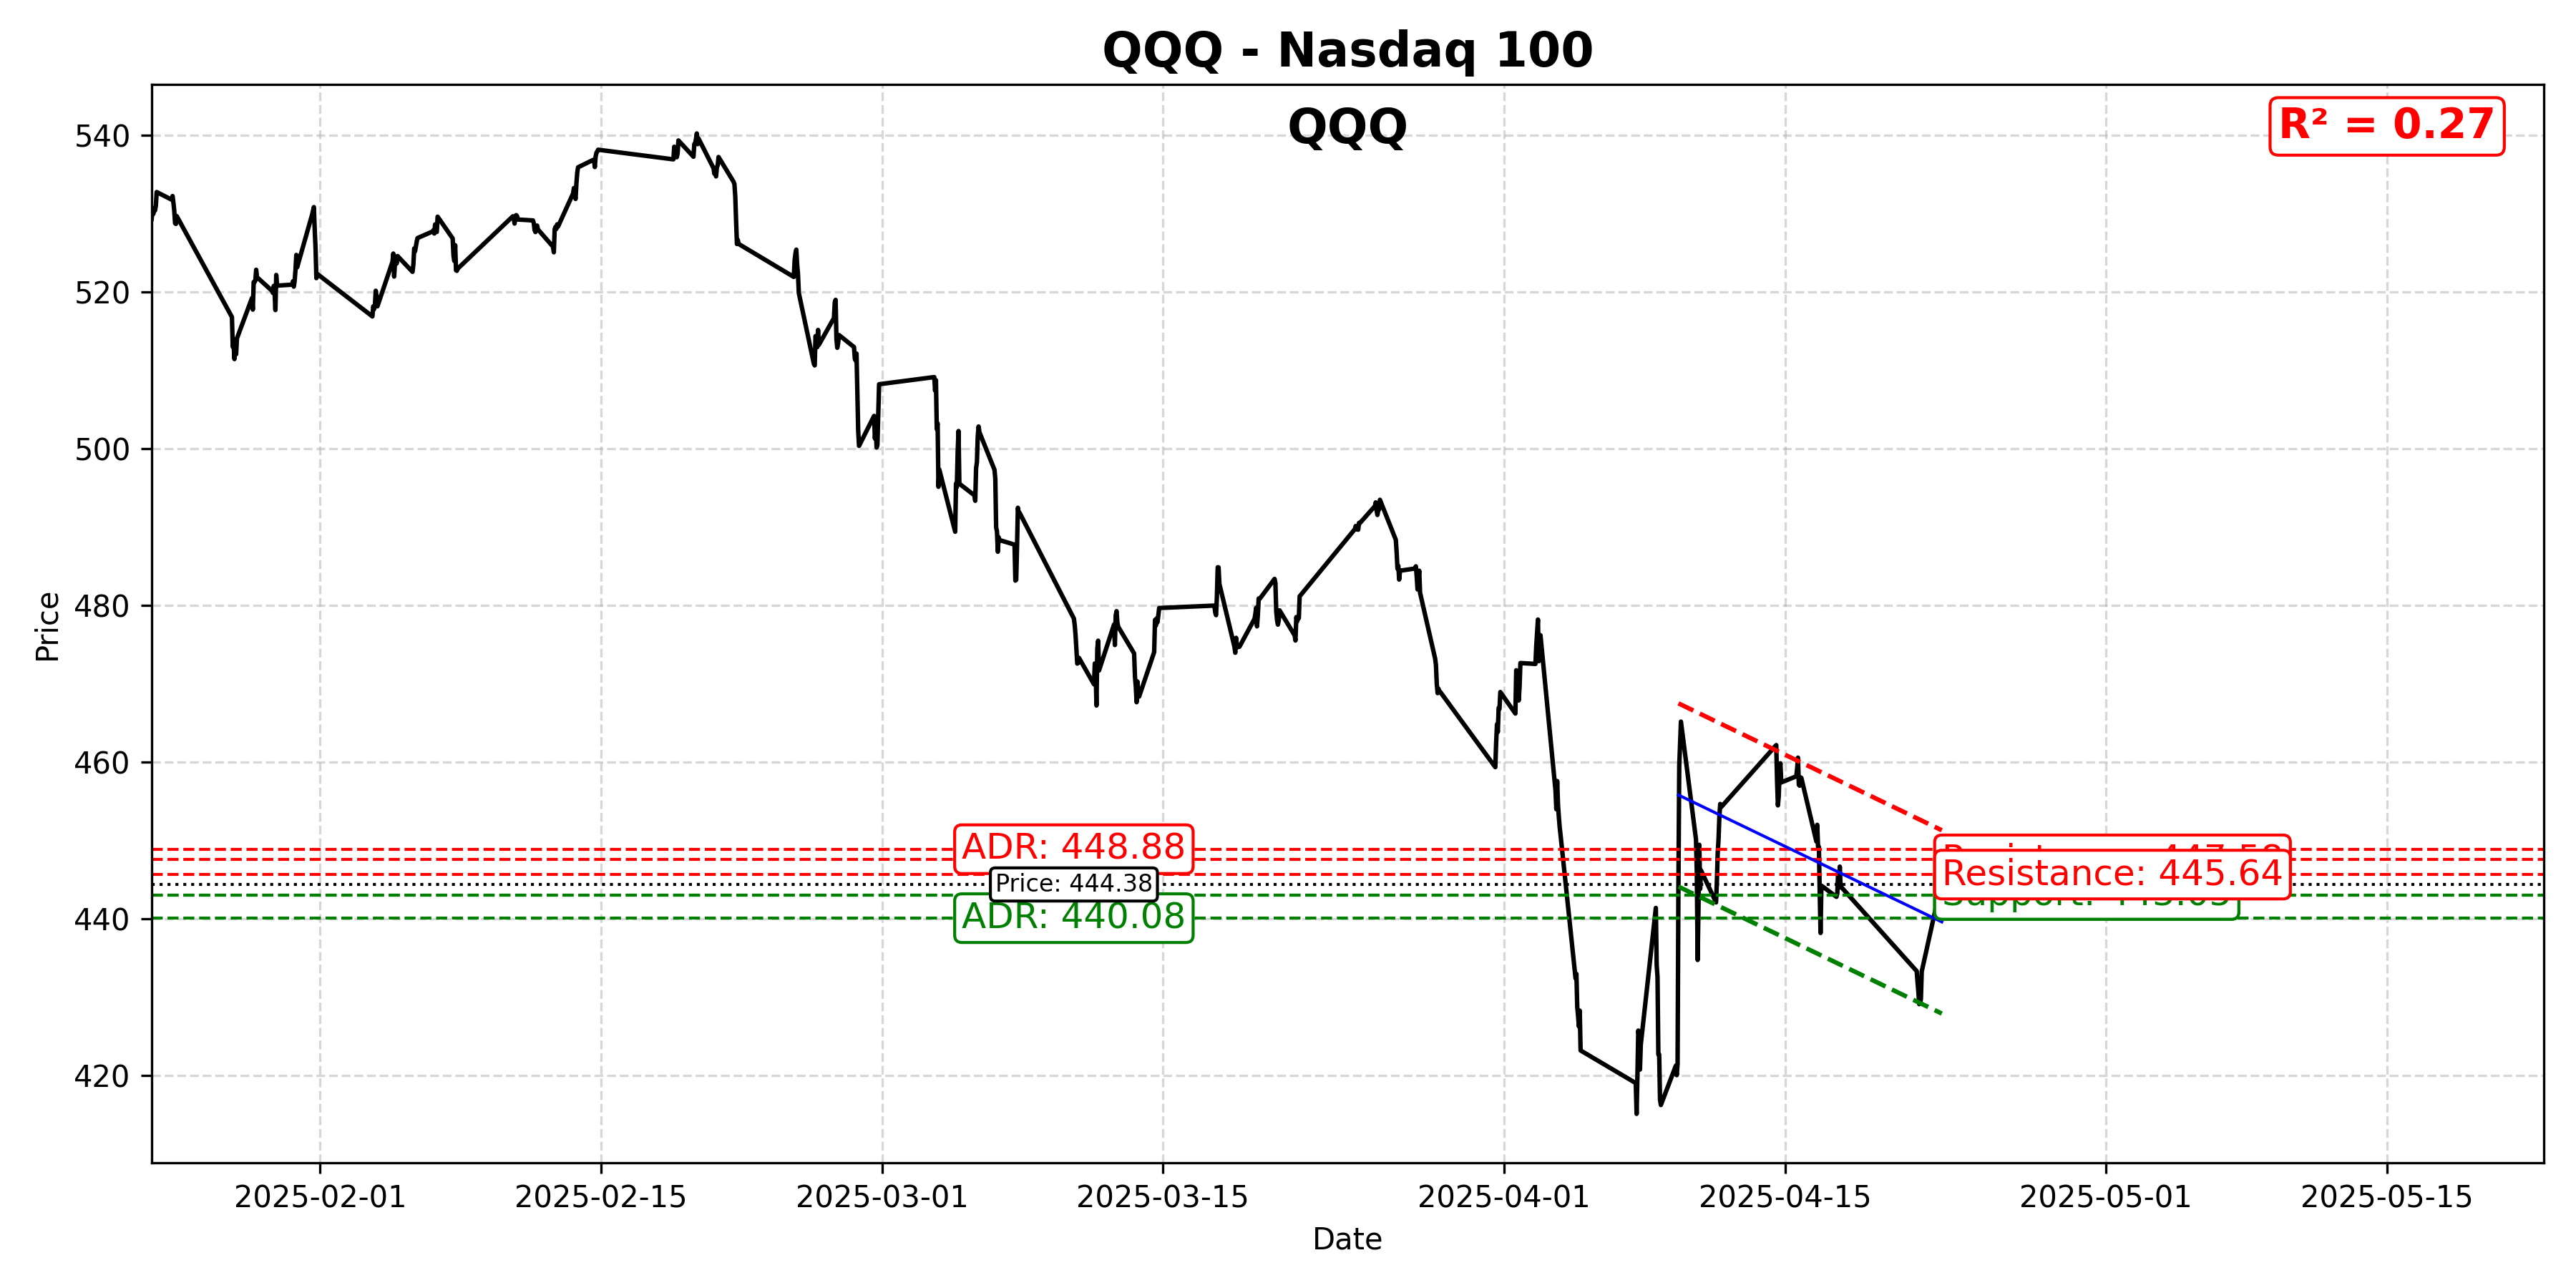 QQQ - Nasdaq 100
QQQ
R² = 0.27
540
520
500
480
460
440
420
Price
ADR: 448.88
Price: 444.38
ADR: 440.08
Resistance: 445.64
2025-02-01
2025-02-15
2025-03-01
2025-03-15
2025-04-01
2025-04-15
2025-05-01
2025-05-15
Date